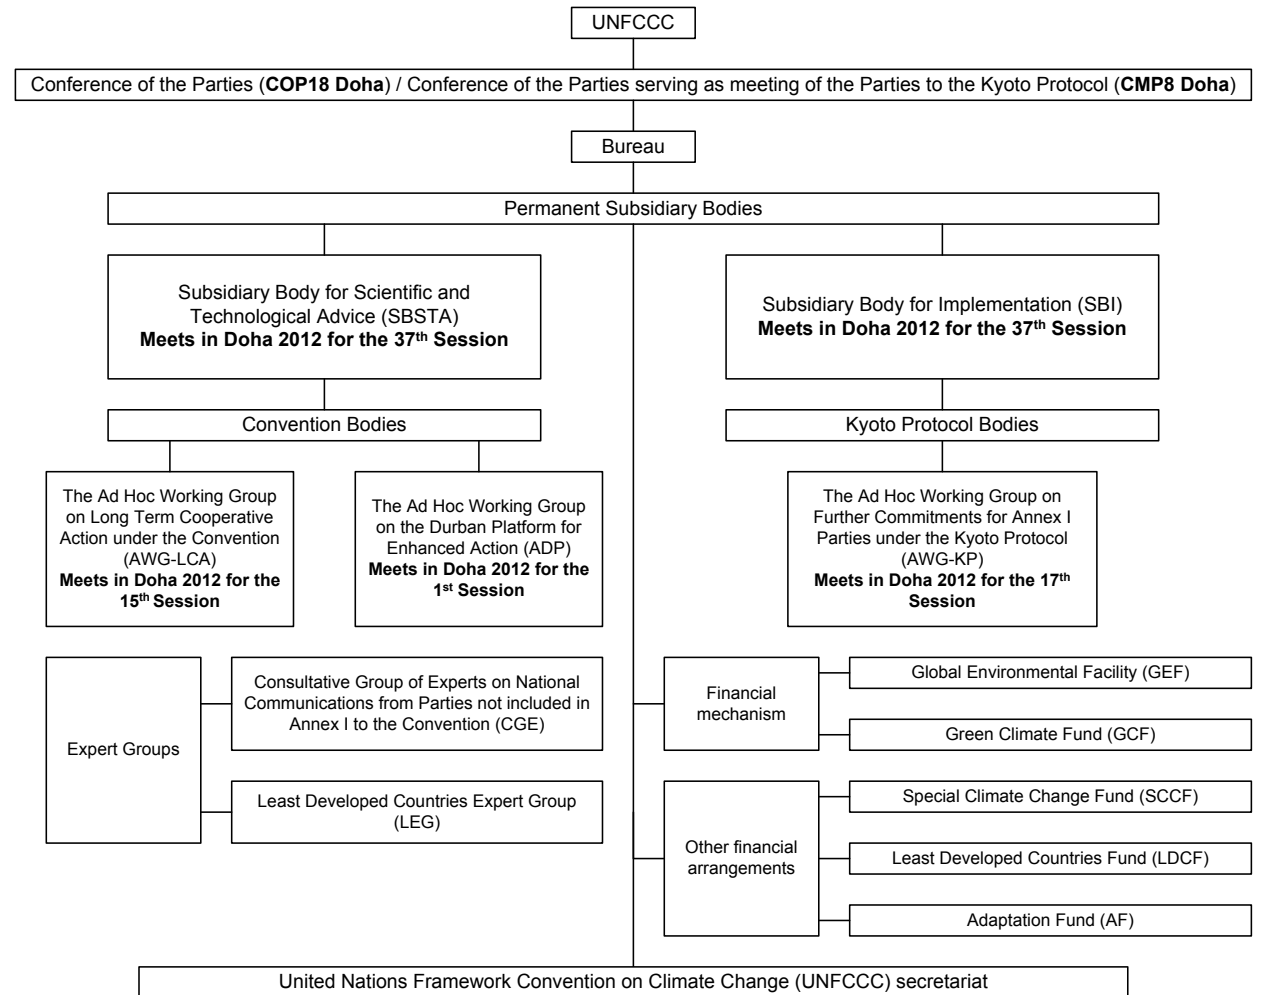 UNFCCC
Conference of the Parties (COP18 Doha) / Conference of the Parties serving as meeting of the Parties to the Kyoto Protocol (CMP8 Doha)
Bureau
Permanent Subsidiary Bodies
Subsidiary Body for Scientific and
Technological Advice (SBSTA)
Meets in Doha 2012 for the 37th Session
Subsidiary Body for Implementation (SBI)
Meets in Doha 2012 for the 37th Session
Convention Bodies
Kyoto Protocol Bodies
The Ad Hoc Working Group
on Long Term Cooperative
Action under the Convention
(AWG-LCA)
Meets in Doha 2012 for the
15th Session
The Ad Hoc Working Group
on the Durban Platform for
Enhanced Action (ADP)
Meets in Doha 2012 for the
1st Session
The Ad Hoc Working Group on
Further Commitments for Annex I
Parties under the Kyoto Protocol
(AWG-KP)
Meets in Doha 2012 for the 17th
Session
Expert Groups
Consultative Group of Experts on National
Communications from Parties not included in
Annex I to the Convention (CGE)
Least Developed Countries Expert Group
(LEG)
Financial
mechanism
Global Environmental Facility (GEF)
Green Climate Fund (GCF)
Other financial
arrangements
Special Climate Change Fund (SCCF)
Least Developed Countries Fund (LDCF)
Adaptation Fund (AF)
United Nations Framework Convention on Climate Change (UNFCCC) secretariat